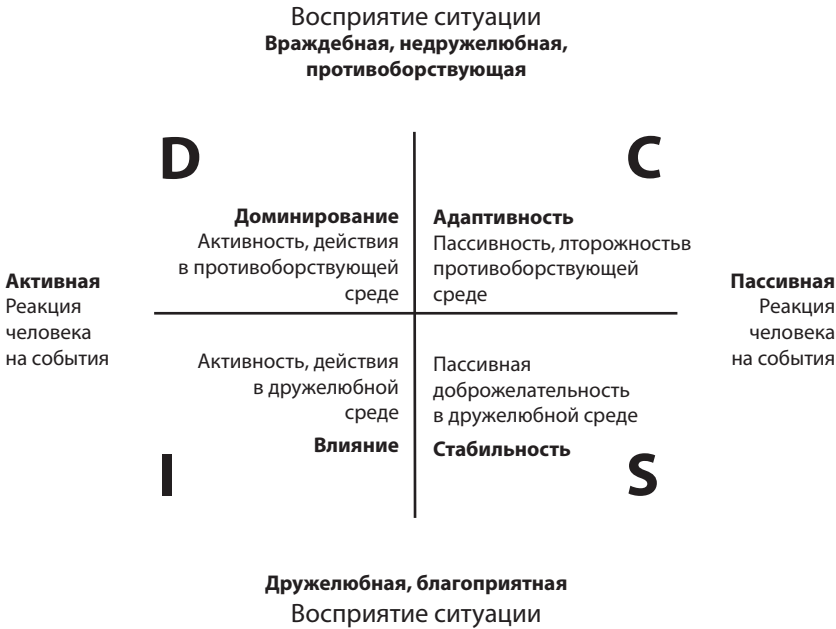 Восприятие ситуации
Враждебная, недружелюбная,
противоборствующая
D
C
Доминирование
Активность, действия
в противоборствующей
среде
Адаптивность
Пассивность, лторожностьв
противоборствующей
среде
Активная
Реакция
человека
на события
Пассивная
Реакция
человека
на события
Активность, действия
в дружелюбной
среде
Влияние
Пассивная
доброжелательность
в дружелюбной среде
Стабильность
I
S
Дружелюбная, благоприятная
Восприятие ситуации